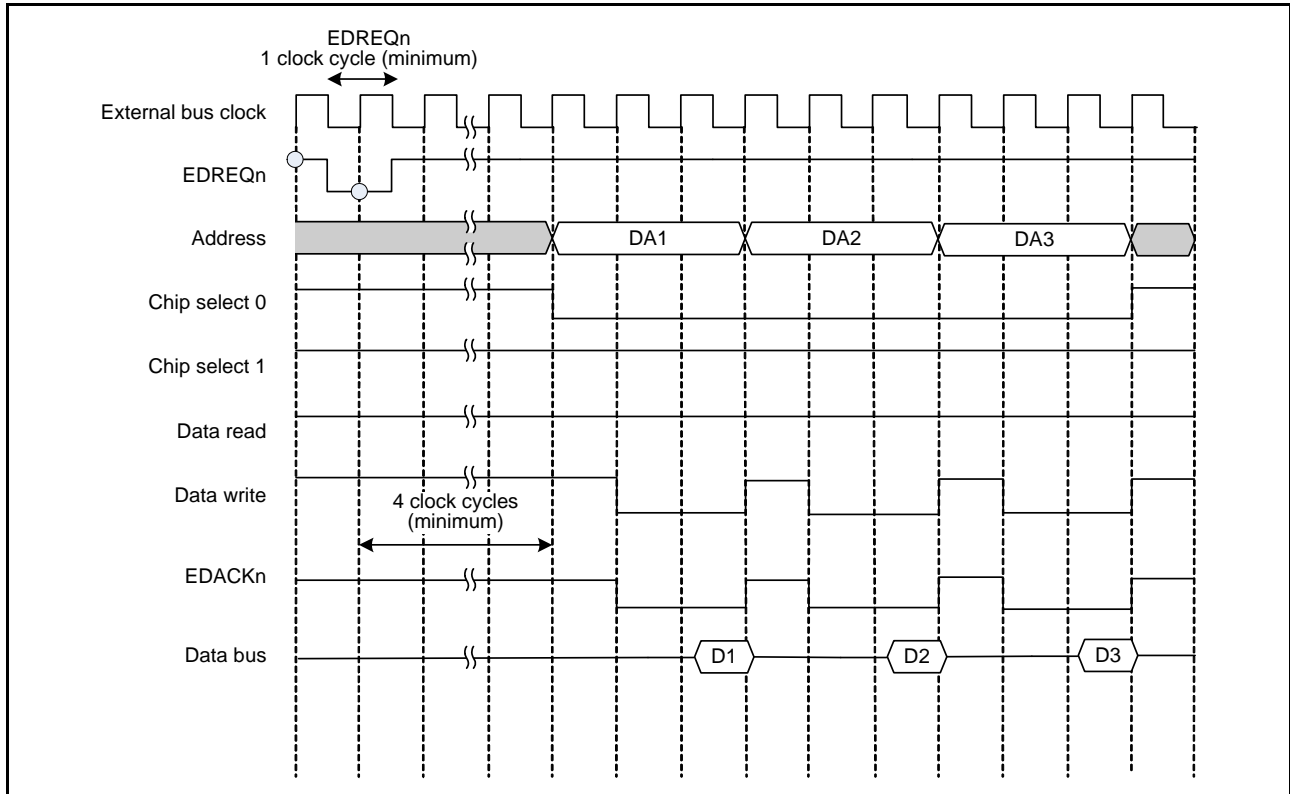 EDREQn
1 clock cycle (minimum)
External bus clock
EDREQn
Address
DA1 DA2 DA3
Chip select 0
Chip select 1
Data read
Data write
4 clock cycles
(minimum)
EDACKn
Data bus
D1 D2 D3